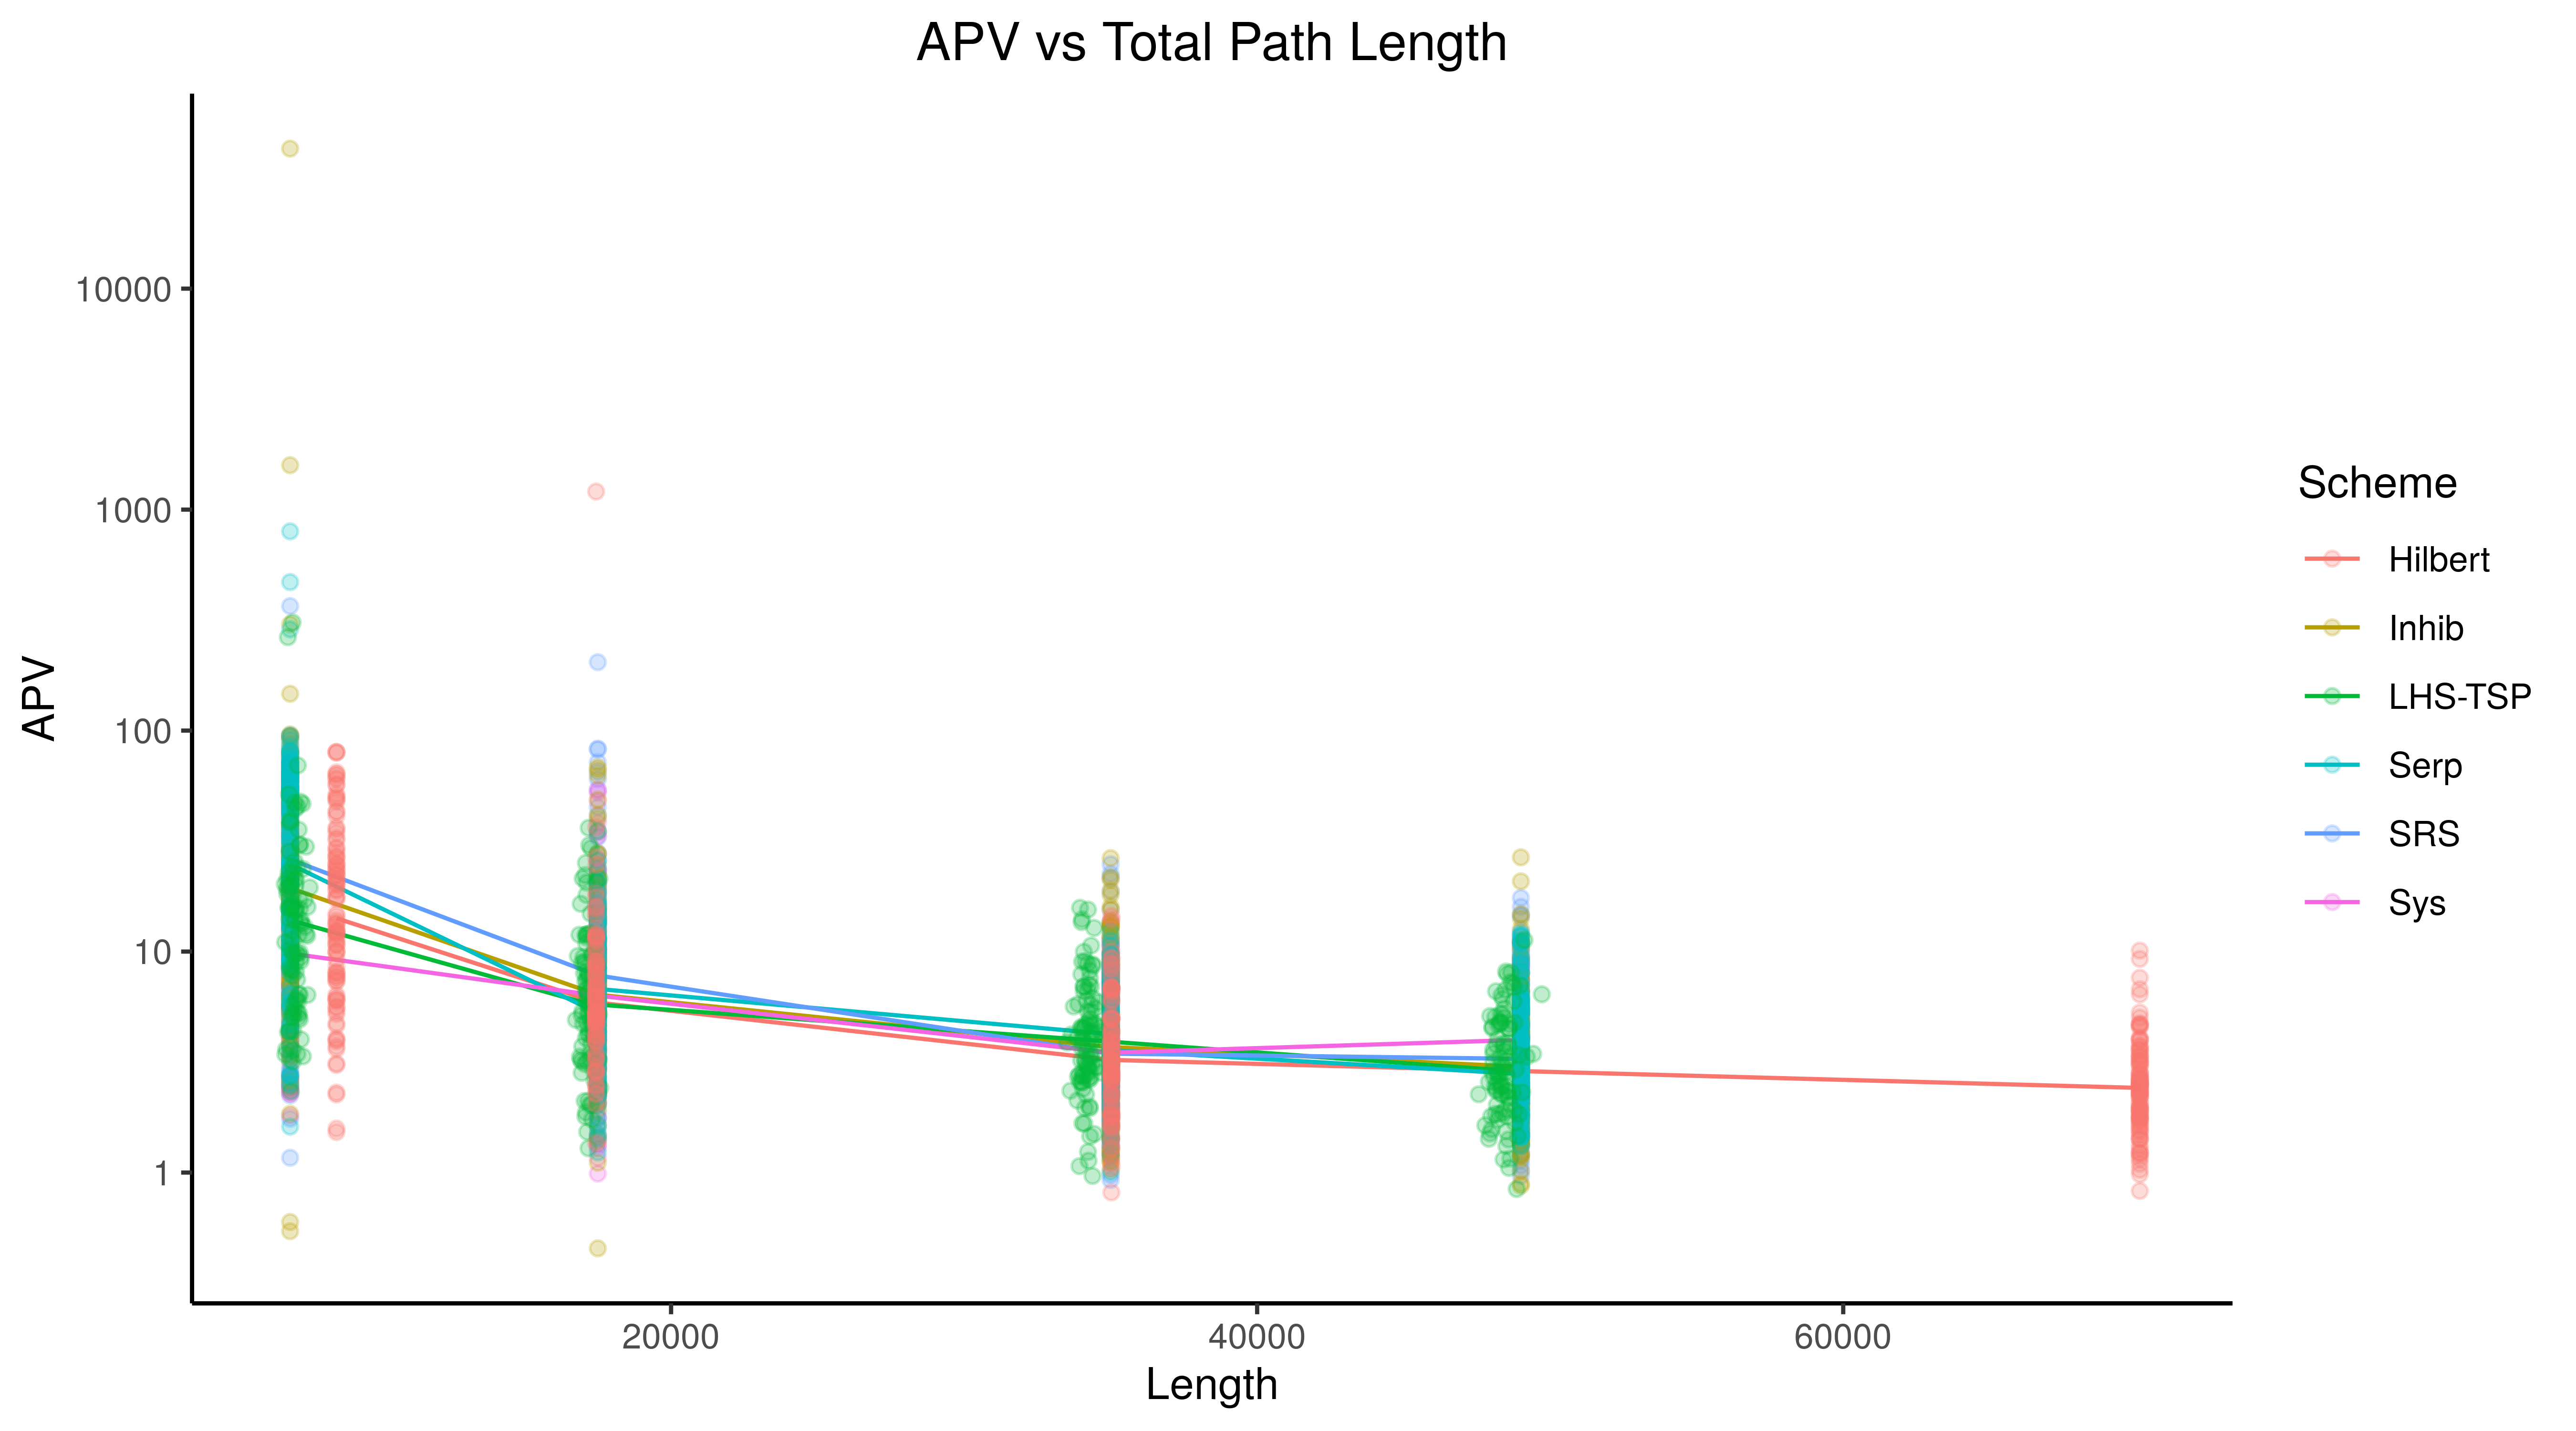 APV vs Total Path Length
APV
10000
1000
100
10
1
20000
40000
60000
Length
Scheme
Hilbert
Inhib
LHS-TSP
Serp
SRS
Sys